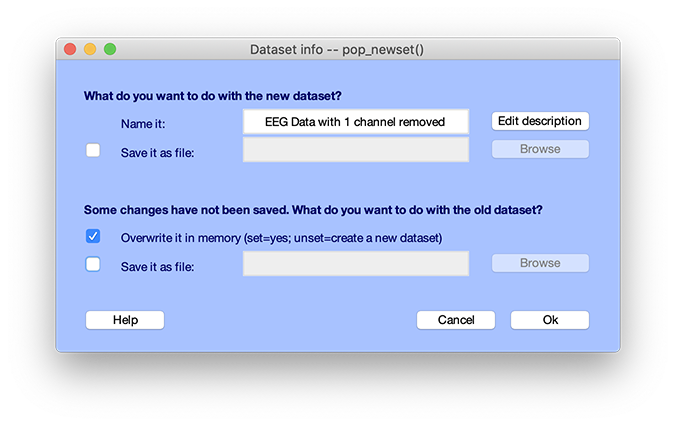 Dataset info -- pop_newset()
What do you want to do with the new dataset?
Name it: EEG Data with 1 channel removed Edit description
Save it as file: Browse
Some changes have not been saved. What do you want to do with the old dataset?
Overwrite it in memory (set=yes; unset=create a new dataset)
Save it as file: Browse
Help Cancel Ok